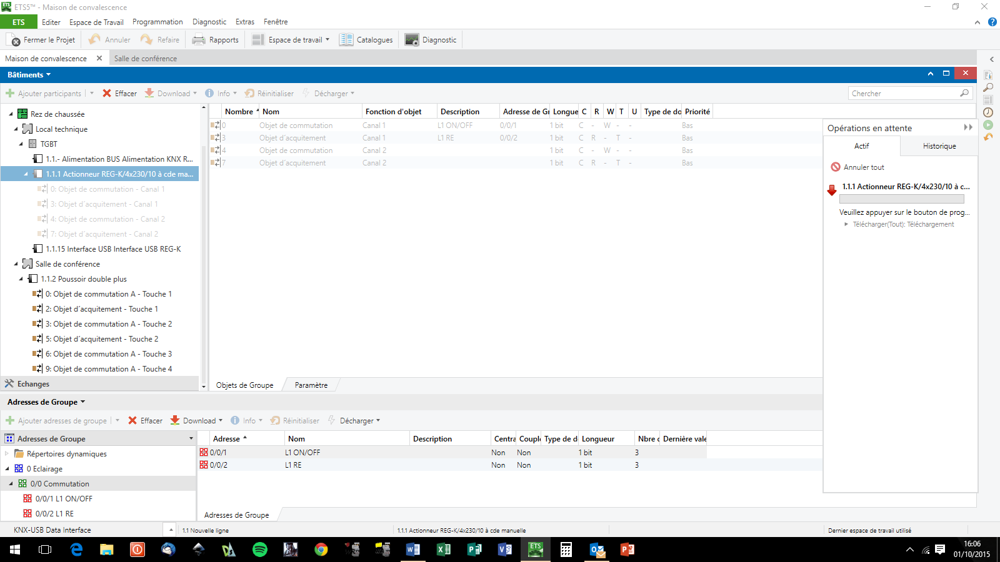 ETS5™ - Maison de convalescence
ETS Editer Espace de Travail Programmation Diagnostic Extras Fenêtre
Fermer le Projet Annuler Refaire Rapports Espace de travail Catalogues Diagnostic
Maison de convalescence Salle de conférence
Bâtiments
Ajouter participants Effacer Download Info Réinitialiser Décharger Chercher
Nombre Nom Fonction d'objet Description Adresse de Gr Longue C R W T U Type de do Priorité
0 Objet de commutation Canal 1 L1 ON/OFF 0/0/1 1 bit C - W - - Bas
3 Objet d´acquitement Canal 1 L1 RE 0/0/2 1 bit C R - T - Bas
4 Objet de commutation Canal 2 1 bit C - W - - Bas
7 Objet d´acquitement Canal 2 1 bit C R - T - Bas
Rez de chaussée
Local technique
TGBT
1.1.- Alimentation BUS Alimentation KNX R...
1.1.1 Actionneur REG-K/4x230/10 à cde ma...
0: Objet de commutation - Canal 1
3: Objet d´acquitement - Canal 1
4: Objet de commutation - Canal 2
7: Objet d´acquitement - Canal 2
1.1.15 Interface USB Interface USB REG-K
Salle de conférence
1.1.2 Poussoir double plus
0: Objet de commutation A - Touche 1
2: Objet d´acquitement - Touche 1
3: Objet de commutation A - Touche 2
5: Objet d´acquitement - Touche 2
6: Objet de commutation A - Touche 3
9: Objet de commutation A - Touche 4
Echanges
Objets de Groupe Paramètre
Opérations en attente
Actif Historique
Annuler tout
1.1.1 Actionneur REG-K/4x230/10 à c...
Veuillez appuyer sur le bouton de prog...
Télécharger(Tout): Téléchargement
Adresses de Groupe
Ajouter adresses de groupe Effacer Download Info Réinitialiser Décharger
Adresses de Groupe
Répertoires dynamiques
0 Eclairage
0/0 Commutation
0/0/1 L1 ON/OFF
0/0/2 L1 RE
Adresse Nom Description Centra Couple Type de d Longueur Nbre d Dernière vale
0/0/1 L1 ON/OFF Non Non 1 bit 3
0/0/2 L1 RE Non Non 1 bit 3
Adresses de Groupe
KNX-USB Data Interface 1.1 Nouvelle ligne 1.1.1 Actionneur REG-K/4x230/10 à cde manuelle Dernier espace de travail utilisé
16:06
01/10/2015